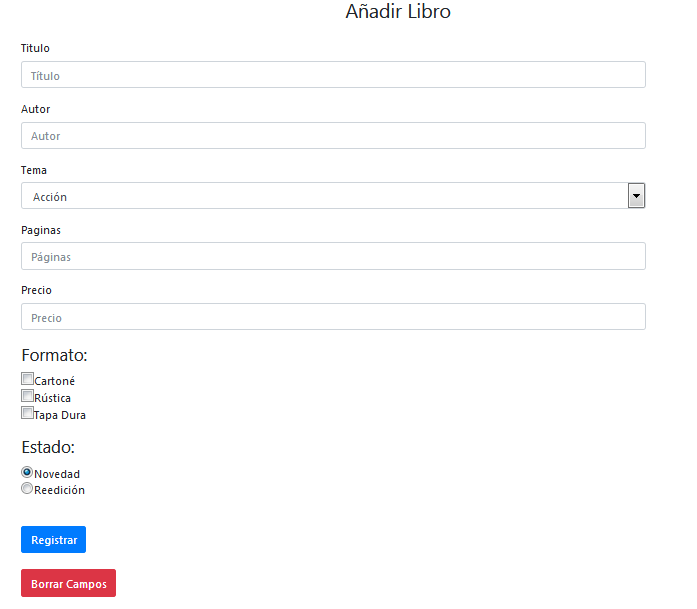 Añadir Libro
Titulo
Título
Autor
Autor
Tema
Acción
Paginas
Páginas
Precio
Precio
Formato:
Cartoné
Rústica
Tapa Dura
Estado:
Novedad
Reedición
Registrar
Borrar Campos